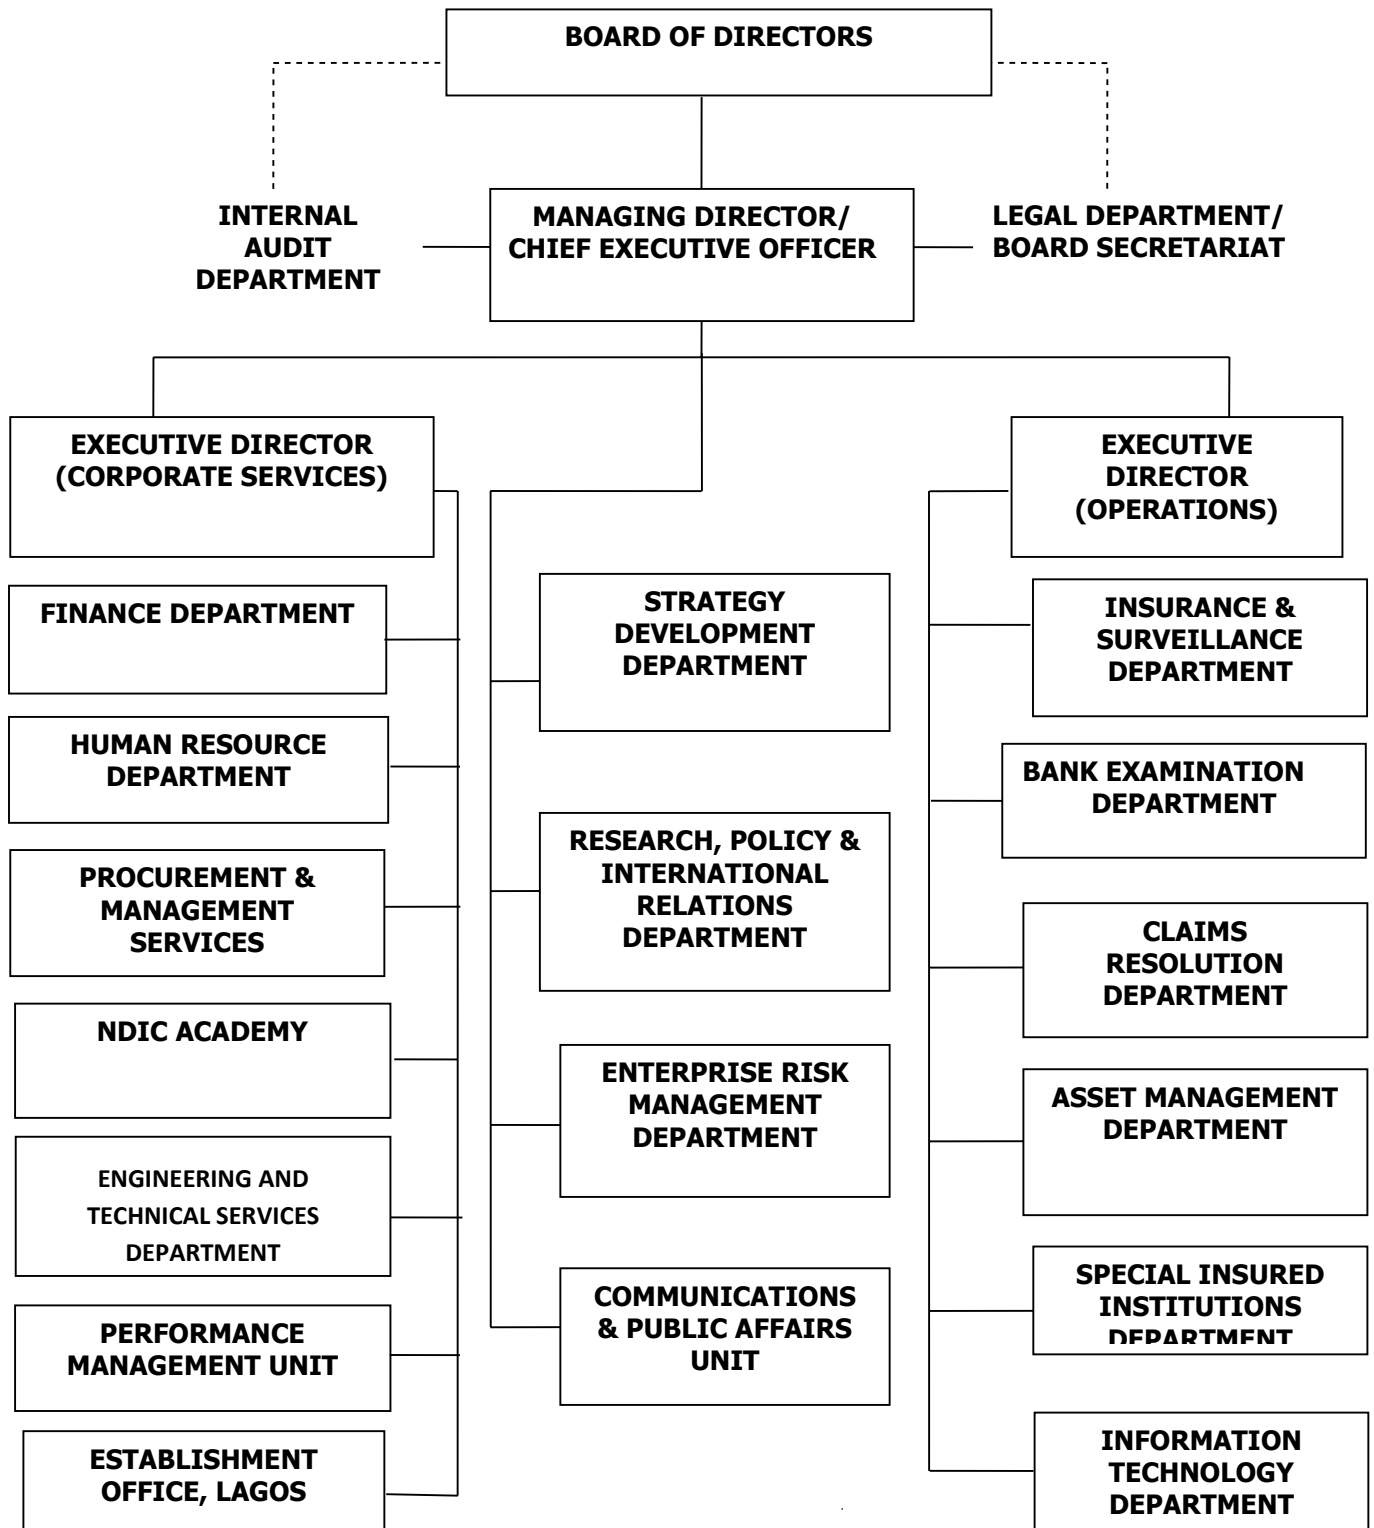 BOARD OF DIRECTORS
INTERNAL
AUDIT
DEPARTMENT
MANAGING DIRECTOR/
CHIEF EXECUTIVE OFFICER
LEGAL DEPARTMENT/
BOARD SECRETARIAT
EXECUTIVE DIRECTOR
(CORPORATE SERVICES)
EXECUTIVE
DIRECTOR
(OPERATIONS)
FINANCE DEPARTMENT
HUMAN RESOURCE
DEPARTMENT
PROCUREMENT &
MANAGEMENT
SERVICES
NDIC ACADEMY
ENGINEERING AND
TECHNICAL SERVICES
DEPARTMENT
PERFORMANCE
MANAGEMENT UNIT
ESTABLISHMENT
OFFICE, LAGOS
STRATEGY
DEVELOPMENT
DEPARTMENT
RESEARCH, POLICY &
INTERNATIONAL
RELATIONS
DEPARTMENT
ENTERPRISE RISK
MANAGEMENT
DEPARTMENT
COMMUNICATIONS
& PUBLIC AFFAIRS
UNIT
INSURANCE &
SURVEILLANCE
DEPARTMENT
BANK EXAMINATION
DEPARTMENT
CLAIMS
RESOLUTION
DEPARTMENT
ASSET MANAGEMENT
DEPARTMENT
SPECIAL INSURED
INSTITUTIONS
DEPARTMENT
INFORMATION
TECHNOLOGY
DEPARTMENT